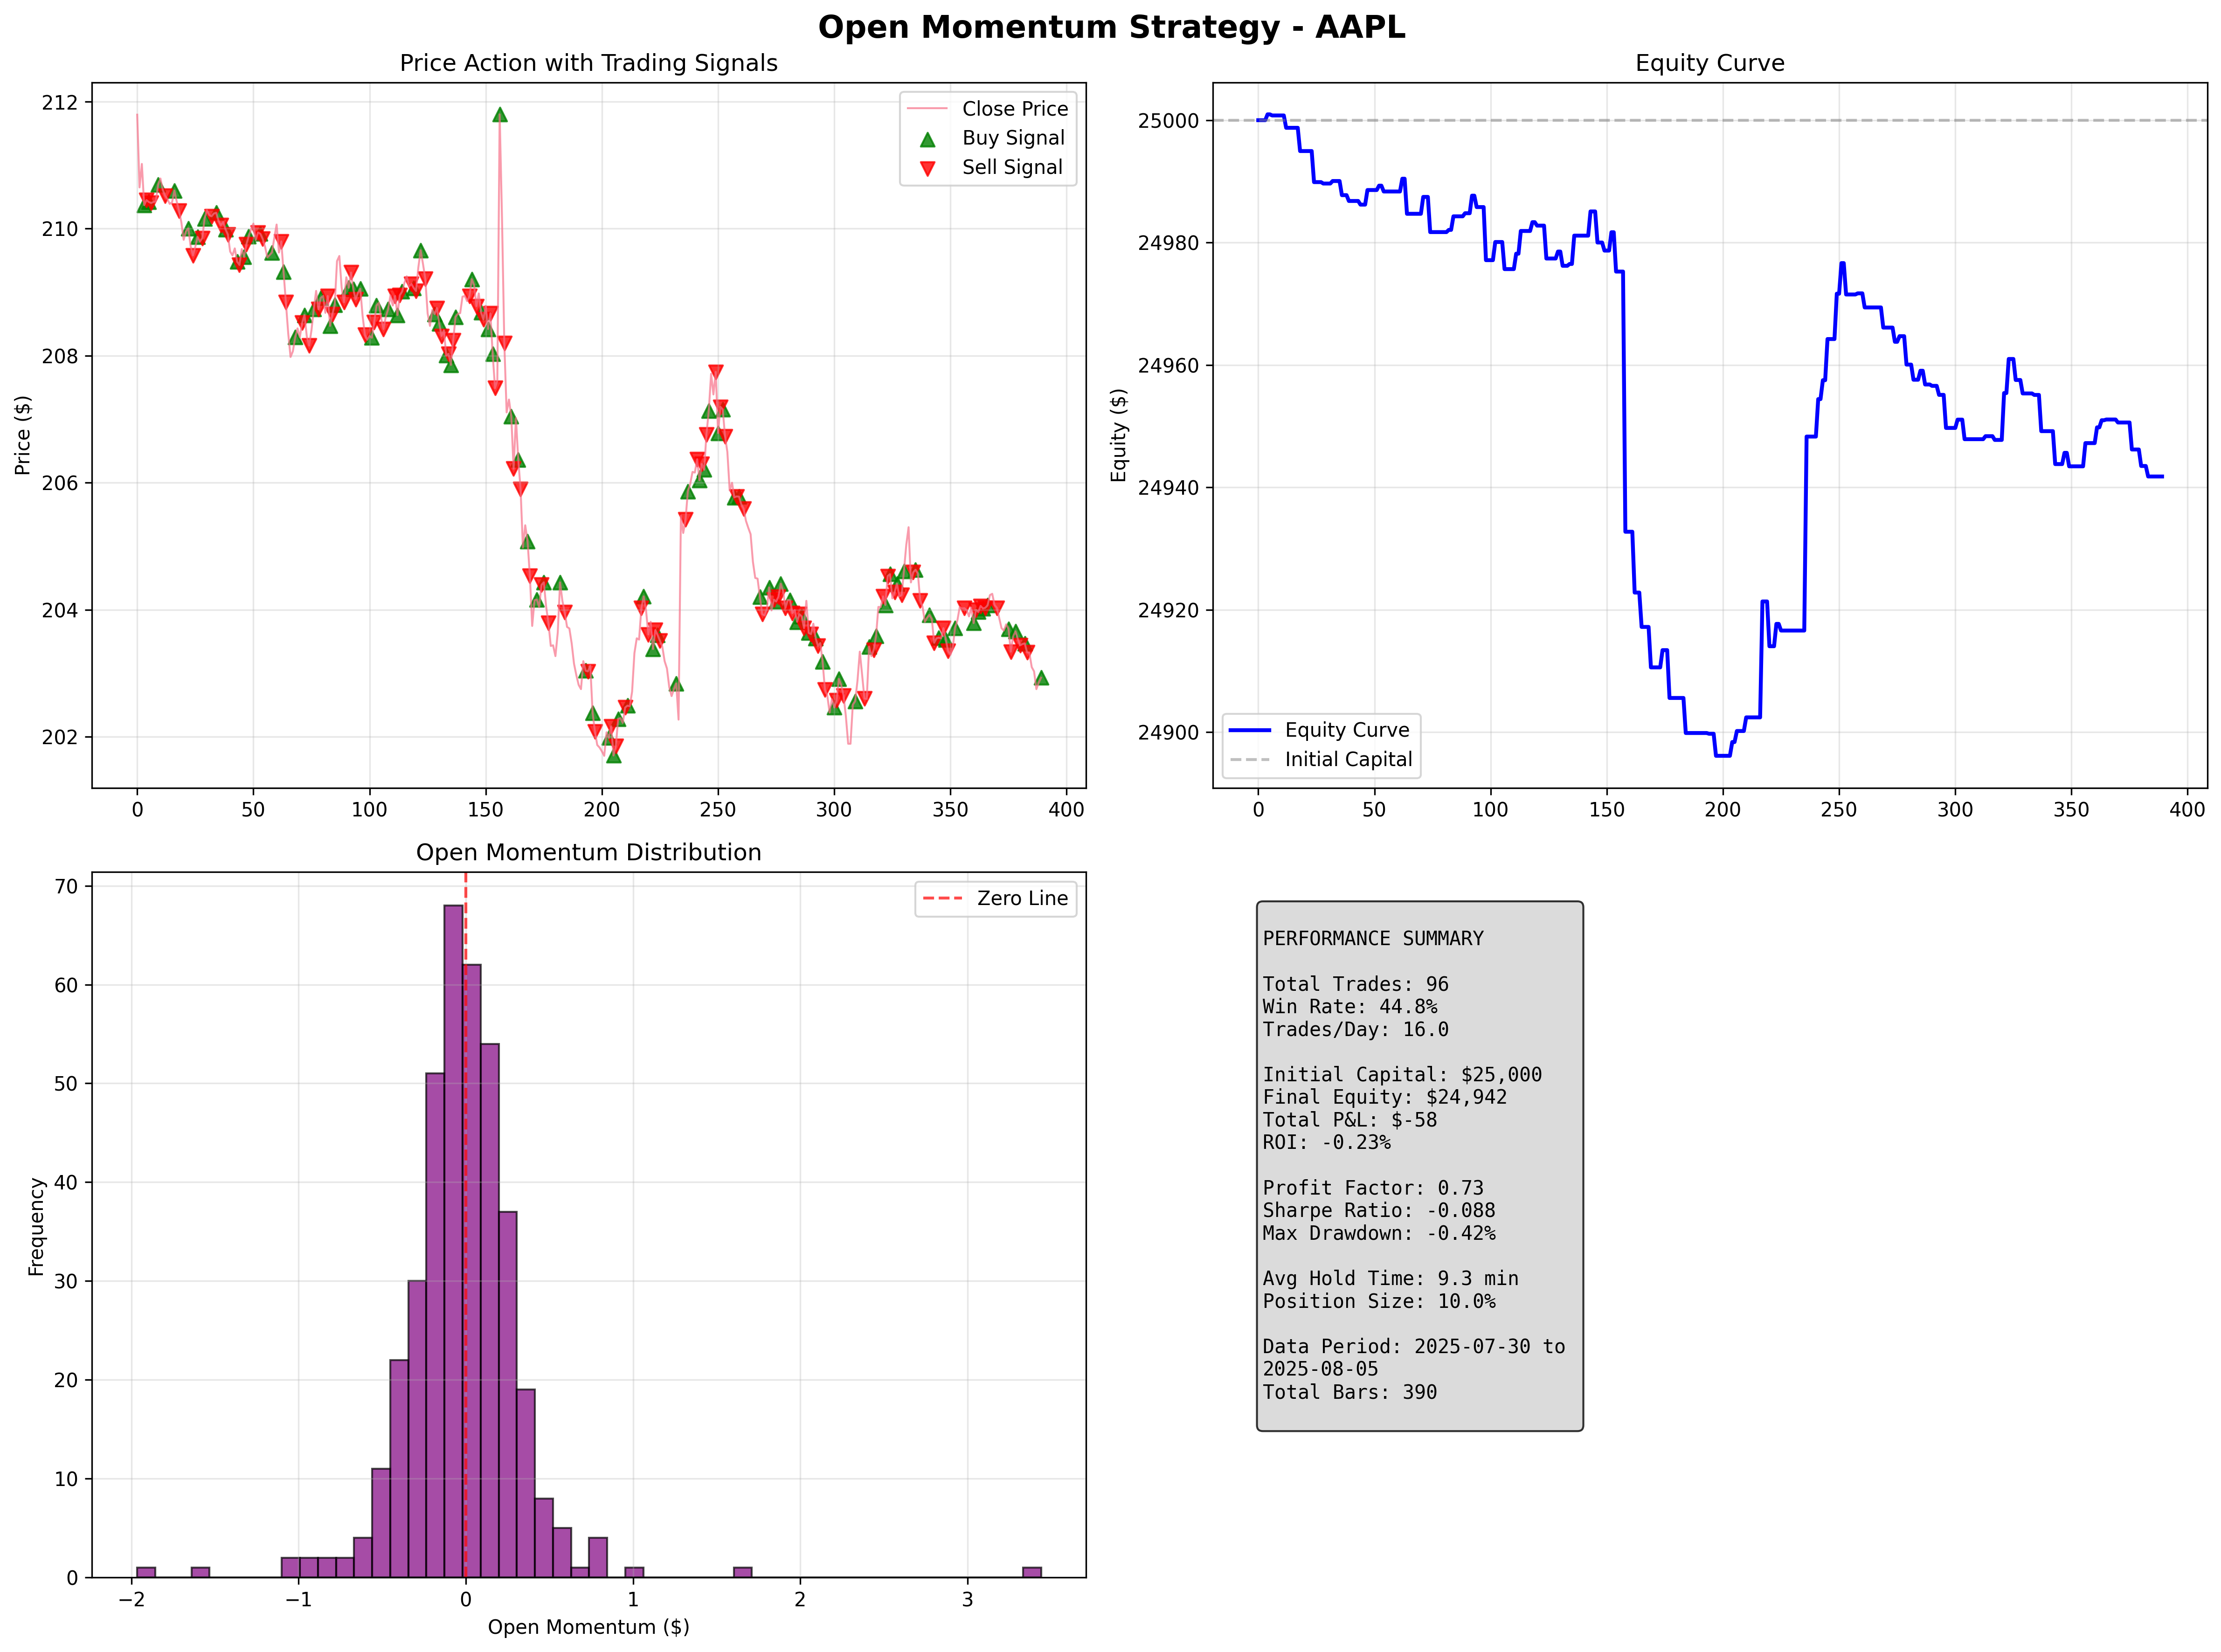 Open Momentum Strategy - AAPL
Price Action with Trading Signals
Price ($)
212
210
208
206
204
202
0 50 100 150 200 250 300 350 400
Close Price
Buy Signal
Sell Signal
Equity Curve
Equity ($)
25000
24980
24960
24940
24920
24900
0 50 100 150 200 250 300 350 400
Equity Curve
Initial Capital
Open Momentum Distribution
Frequency
70
60
50
40
30
20
10
0
−2 −1 0 1 2 3
Open Momentum ($)
Zero Line
PERFORMANCE SUMMARY
Total Trades: 96
Win Rate: 44.8%
Trades/Day: 16.0
Initial Capital: $25,000
Final Equity: $24,942
Total P&L: $-58
ROI: -0.23%
Profit Factor: 0.73
Sharpe Ratio: -0.088
Max Drawdown: -0.42%
Avg Hold Time: 9.3 min
Position Size: 10.0%
Data Period: 2025-07-30 to
2025-08-05
Total Bars: 390